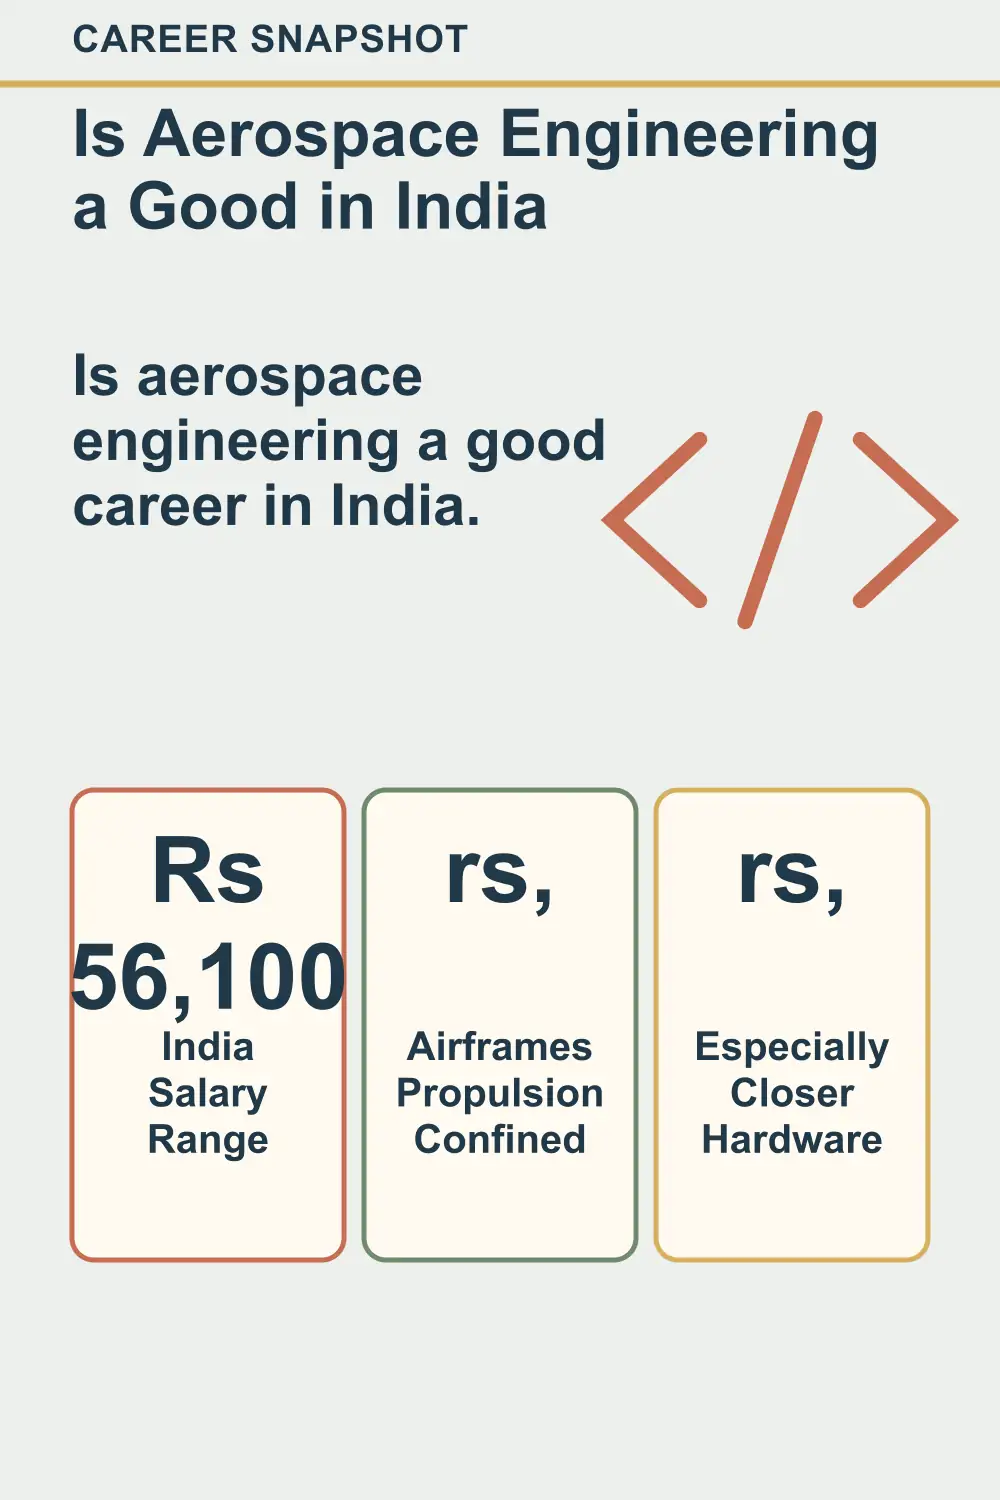 CAREER SNAPSHOT
Is Aerospace Engineering
a Good in India
Is aerospace
engineering a good
career in India.
</>
Rs
56,100
India
Salary
Range
rs,
Airframes
Propulsion
Confined
rs,
Especially
Closer
Hardware